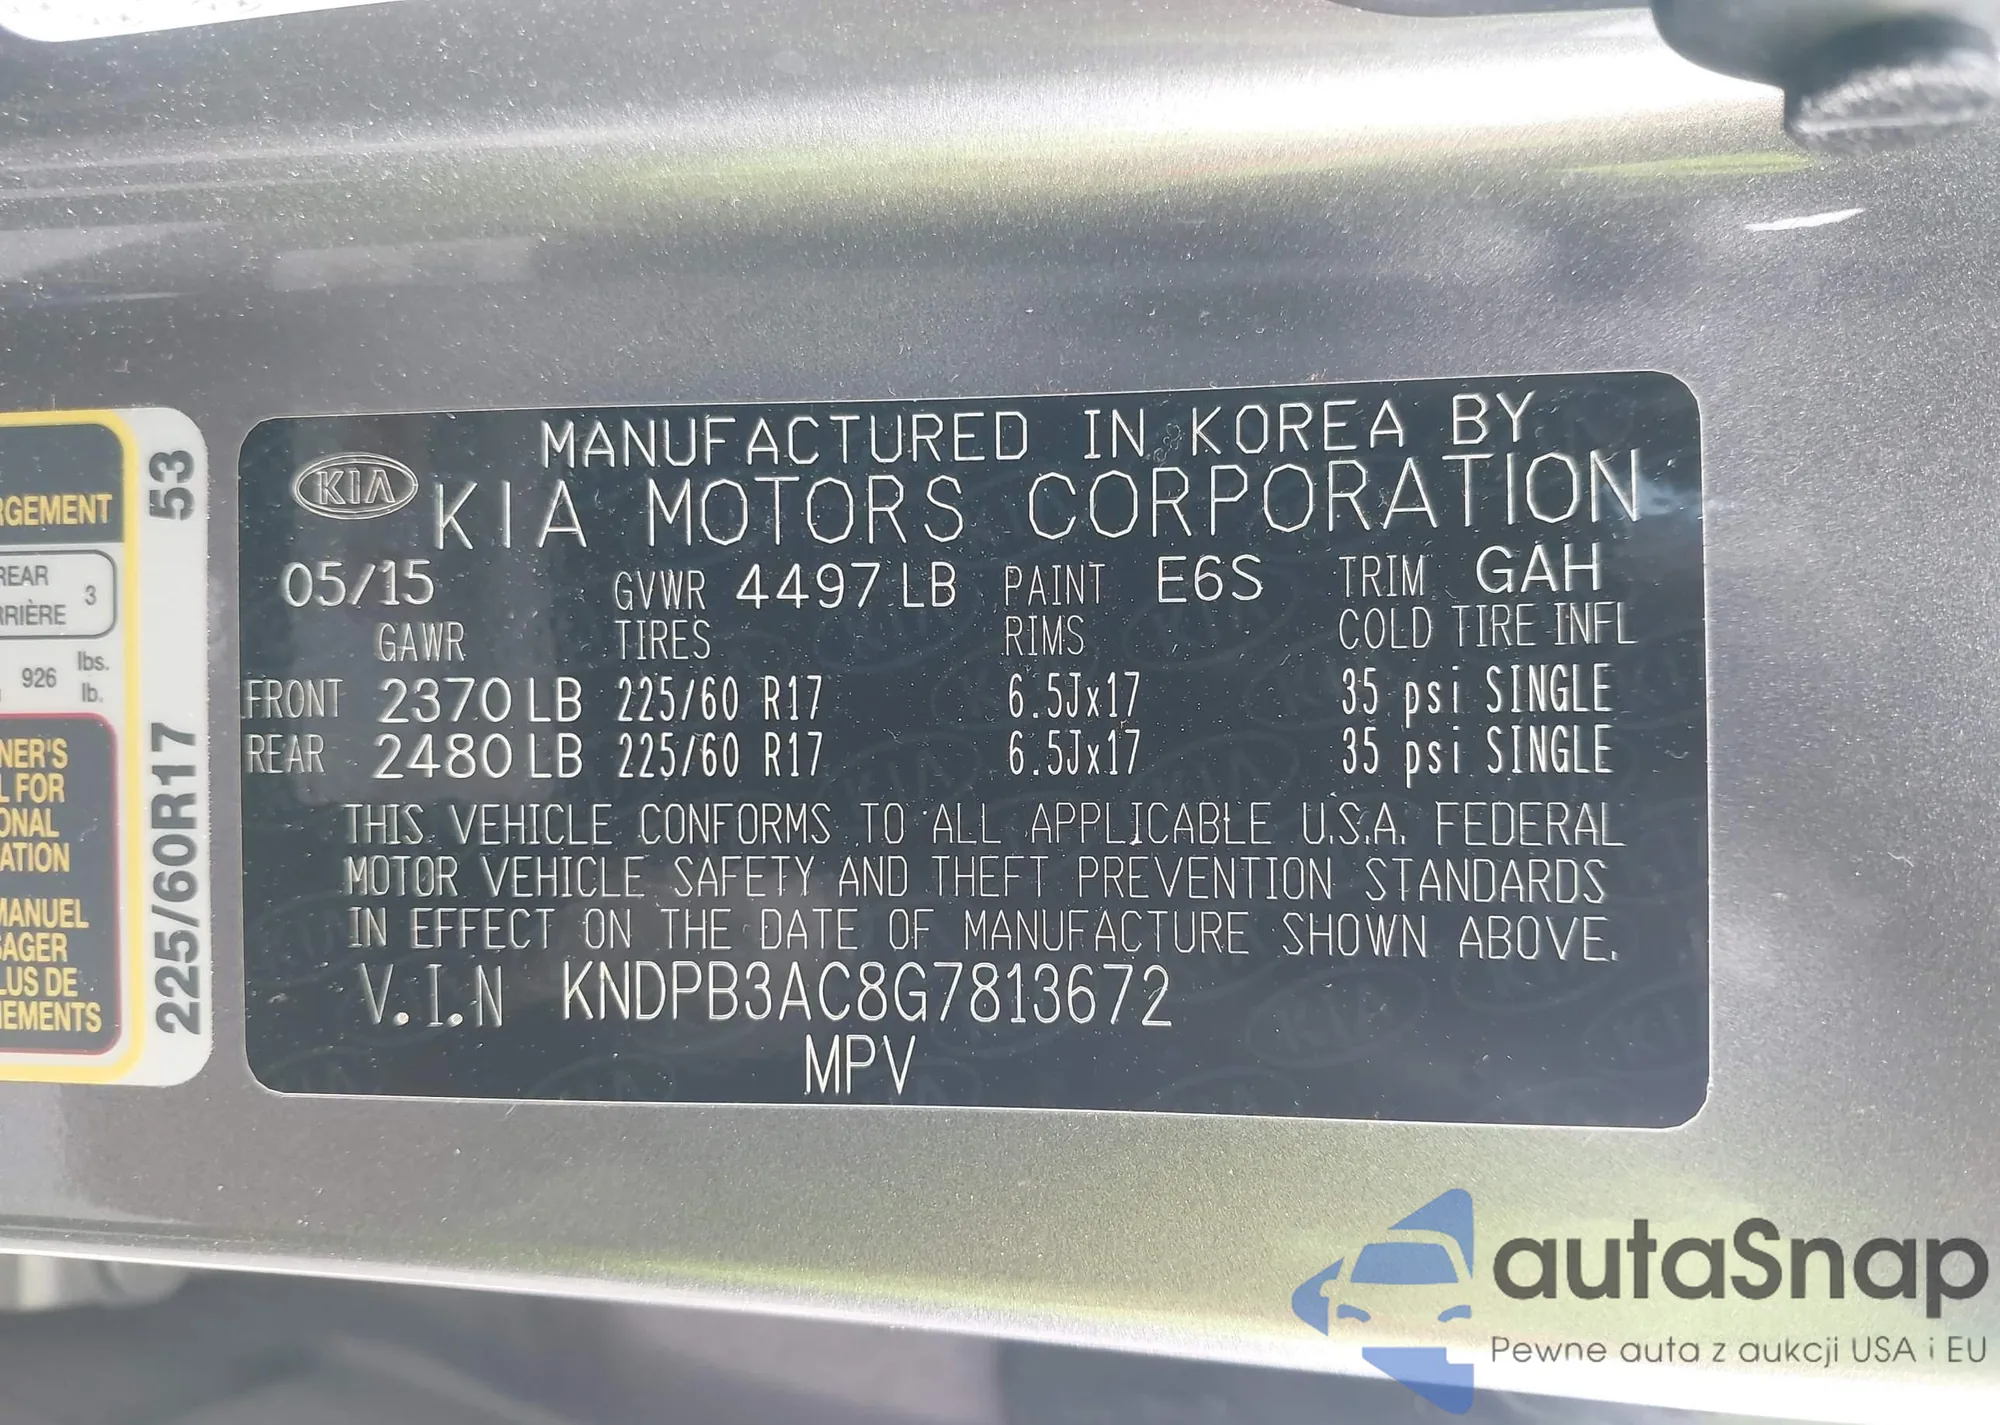 53
RGEMENT
REAR
RRIÈRE
3
926
lbs.
lb.
NER'S
L FOR
ONAL
ATION
MANUEL
SAGER
LUS DE
NEMENTS
225/60R17
KIA
MANUFACTURED IN KOREA BY
KIA MOTORS CORPORATION
05/15 GVWR 4497 LB PAINT E6S TRIM GAH
GAWR TIRES RIMS COLD TIRE INFL
FRONT 2370 LB 225/60 R17 6.5Jx17 35 psi SINGLE
REAR 2480 LB 225/60 R17 6.5Jx17 35 psi SINGLE
THIS VEHICLE CONFORMS TO ALL APPLICABLE U.S.A. FEDERAL
MOTOR VEHICLE SAFETY AND THEFT PREVENTION STANDARDS
IN EFFECT ON THE DATE OF MANUFACTURE SHOWN ABOVE.
V.I.N KNDPB3AC8G7813672
MPV
autaSnap
Pewne auta z aukcji USA i EU